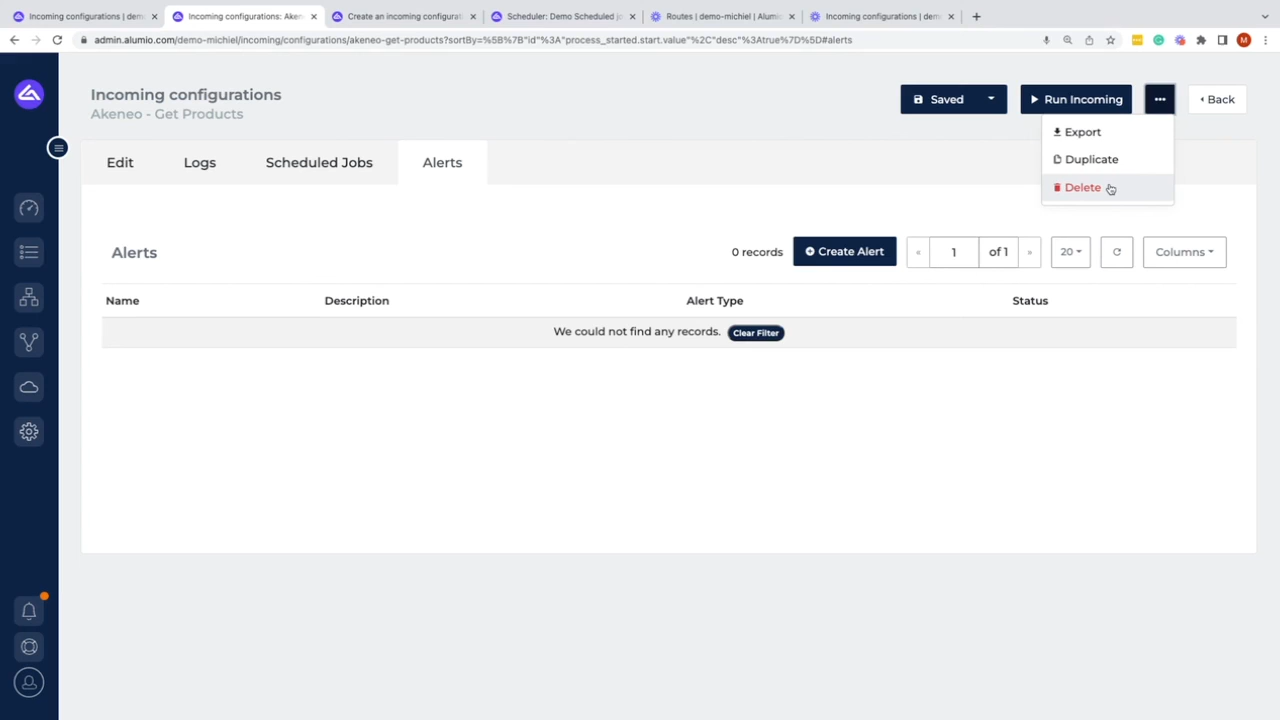 Incoming configurations | dem
Incoming configurations: Aken
Create an incoming configurat
Scheduler: Demo Scheduled jo
Routes | demo-michiel | Alumio
Incoming configurations | dem
admin.alumio.com/demo-michiel/incoming/configurations/akeneo-get-products?sortBy=%5B%7B"id"%3A"process_started.start.value"%2C"desc"%3Atrue%7D%5D#alerts
M
Incoming configurations
Akeneo - Get Products
Saved
Run Incoming
Back
Export
Duplicate
Delete
Edit
Logs
Scheduled Jobs
Alerts
Alerts
0 records
Create Alert
«
1
of 1
»
20
Columns
Name
Description
Alert Type
Status
We could not find any records.
Clear Filter